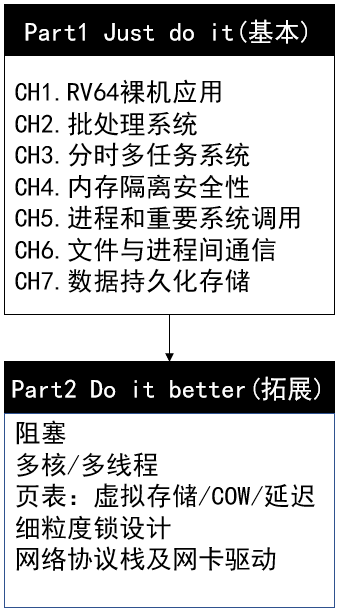 Part1 Just do it(基本)
CH1.RV64裸机应用
CH2.批处理系统
CH3.分时多任务系统
CH4.内存隔离安全性
CH5.进程和重要系统调用
CH6.文件与进程间通信
CH7.数据持久化存储
Part2 Do it better(拓展)
阻塞
多核/多线程
页表：虚拟存储/COW/延迟
细粒度锁设计
网络协议栈及网卡驱动